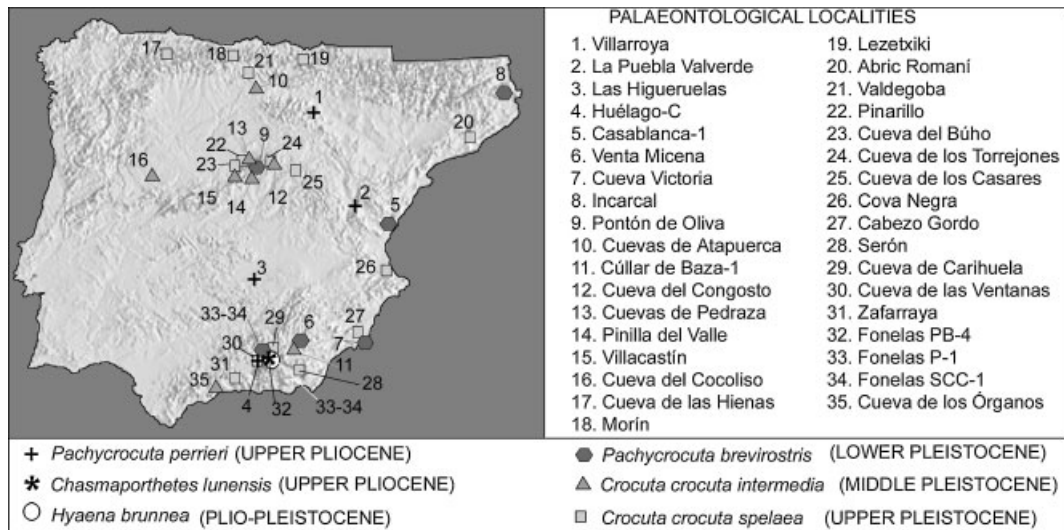 PALAEONTOLOGICAL LOCALITIES
1. Villarroya
2. La Puebla Valverde
3. Las Higueruelas
4. Huélago-C
5. Casablanca-1
6. Venta Micena
7. Cueva Victoria
8. Incarcal
9. Pontón de Oliva
10. Cuevas de Atapuerca
11. Cúllar de Baza-1
12. Cueva del Congosto
13. Cuevas de Pedraza
14. Pinilla del Valle
15. Villacastín
16. Cueva del Cocoliso
17. Cueva de las Hienas
18. Morín
19. Lezetxiki
20. Abric Romaní
21. Valdegoba
22. Pinarillo
23. Cueva del Búho
24. Cueva de los Torrejones
25. Cueva de los Casares
26. Cova Negra
27. Cabezo Gordo
28. Serón
29. Cueva de Carihuela
30. Cueva de las Ventanas
31. Zafarraya
32. Fonelas PB-4
33. Fonelas P-1
34. Fonelas SCC-1
35. Cueva de los Órganos
17
18
19
21
10
8
1
20
13
9
22
24
16
23
25
15
14
12
2
5
3
26
33-34
29
6
27
30
7
31
11
35
28
4
32
33-34
Pachycrocuta perrieri (UPPER PLIOCENE)
Chasmaporthetes lunensis (UPPER PLIOCENE)
Hyaena brunnea (PLIO-PLEISTOCENE)
Pachycrocuta brevirostris (LOWER PLEISTOCENE)
Crocuta crocuta intermedia (MIDDLE PLEISTOCENE)
Crocuta crocuta spelaea (UPPER PLEISTOCENE)